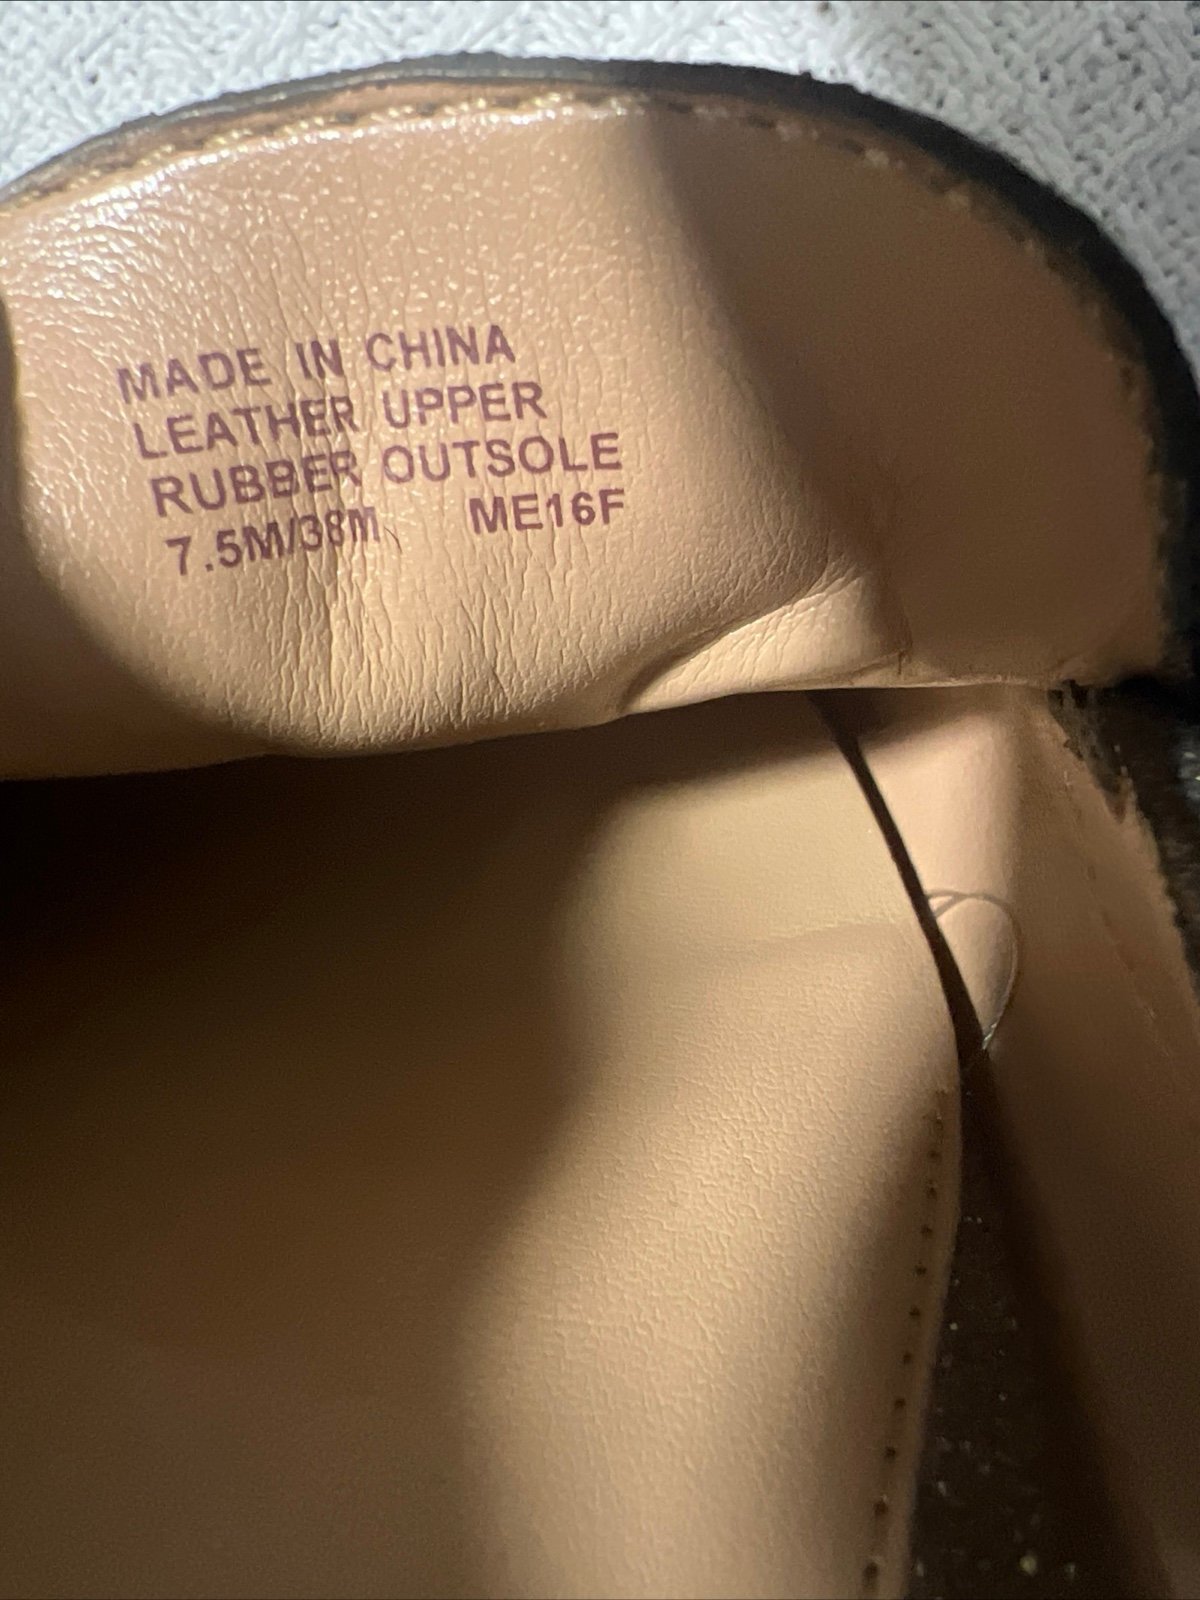 MADE IN CHINA
LEATHER UPPER
RUBBER OUTSOLE
7.5M/38M ME16F